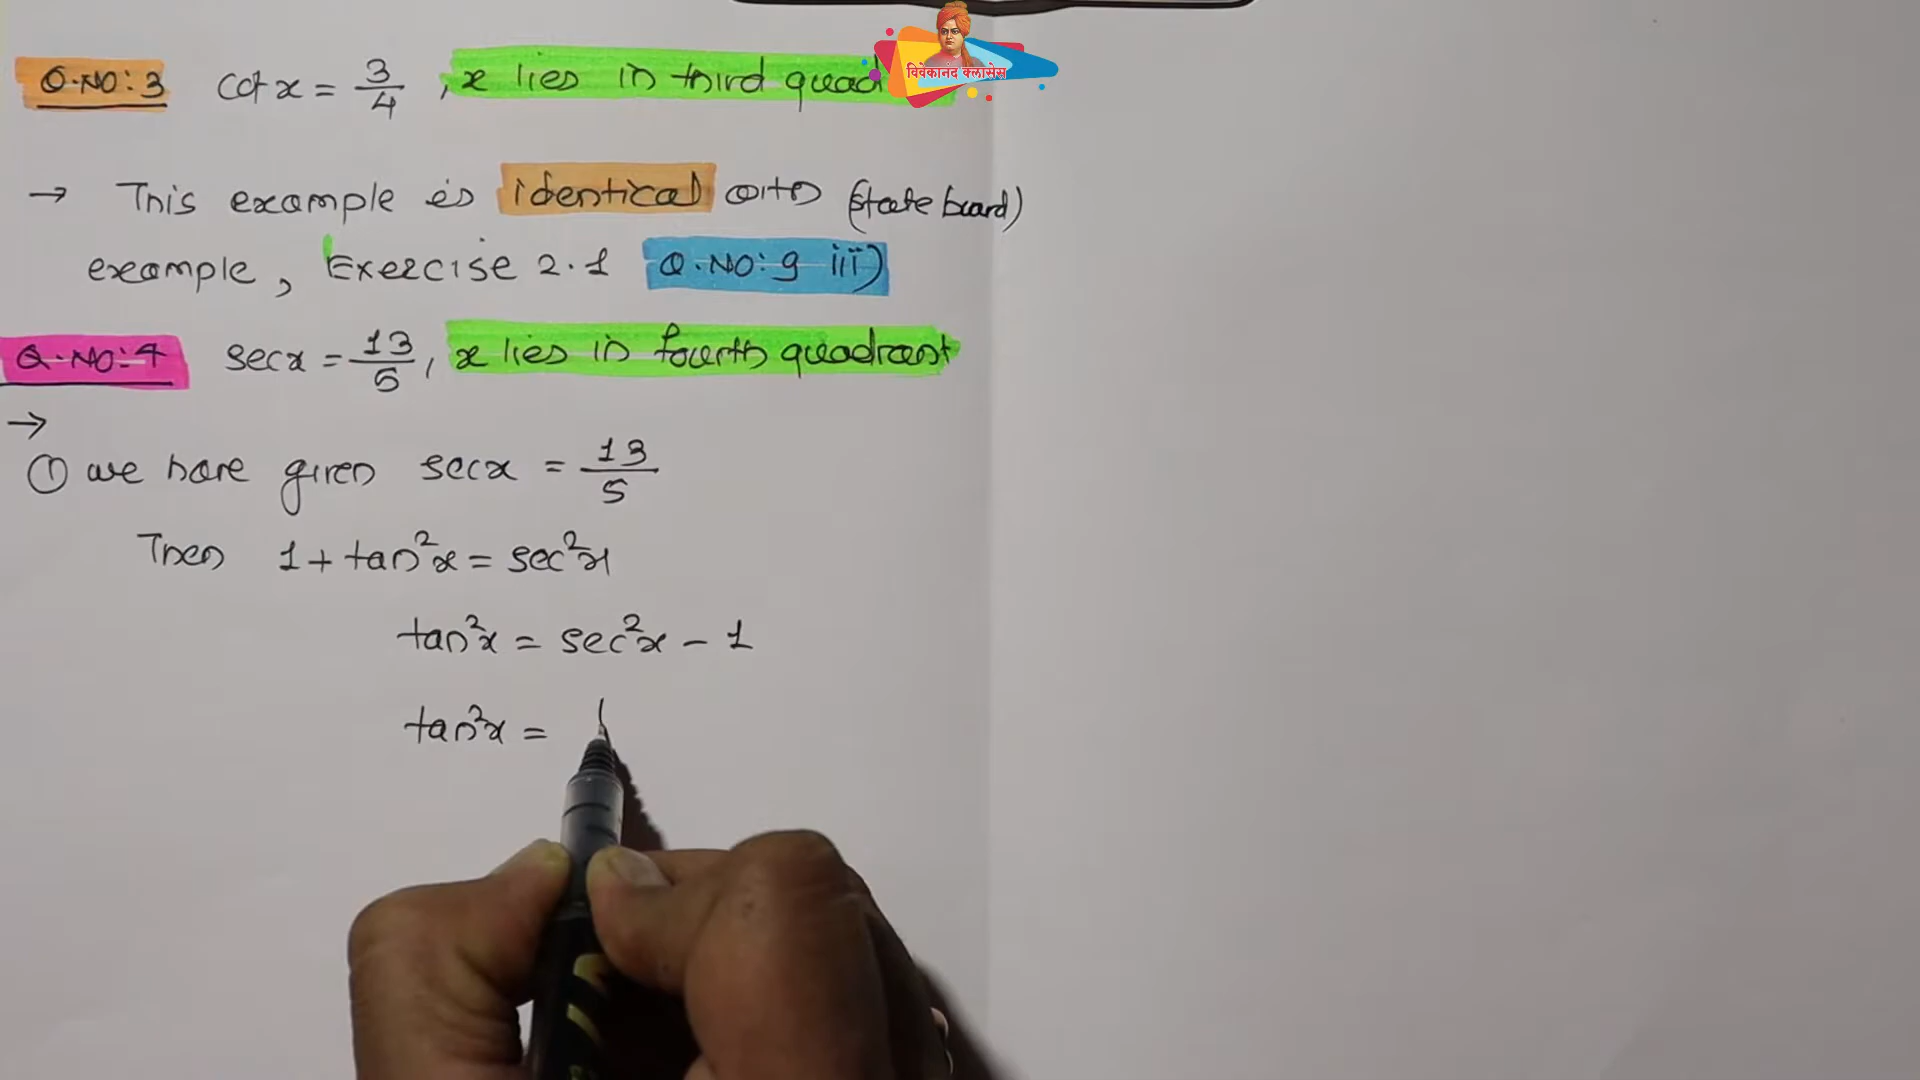 Q.NO:3 cot x = 3/4 , x lies in third quad
विवेकानंद क्लासेस
→ This example is identical with (State board)
example, Exercise 2.1 Q.NO:9 iii)
Q.NO:4 sec x = 13/5 , x lies in fourth quadrant
→
① we have given sec x = 13/5
Then 1 + tan²x = sec²x
tan²x = sec²x - 1
tan²x = (